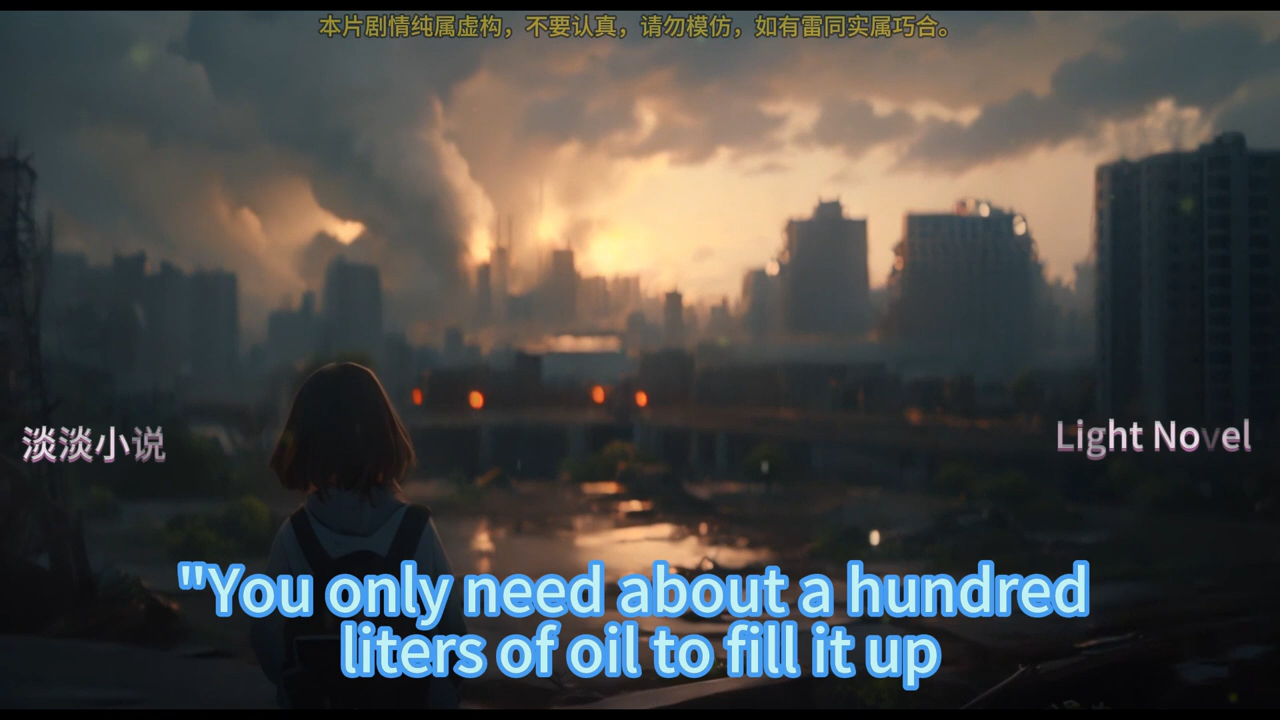 本片剧情纯属虚构，不要认真，请勿模仿，如有雷同实属巧合。
淡淡小说
Light Novel
"You only need about a hundred
liters of oil to fill it up